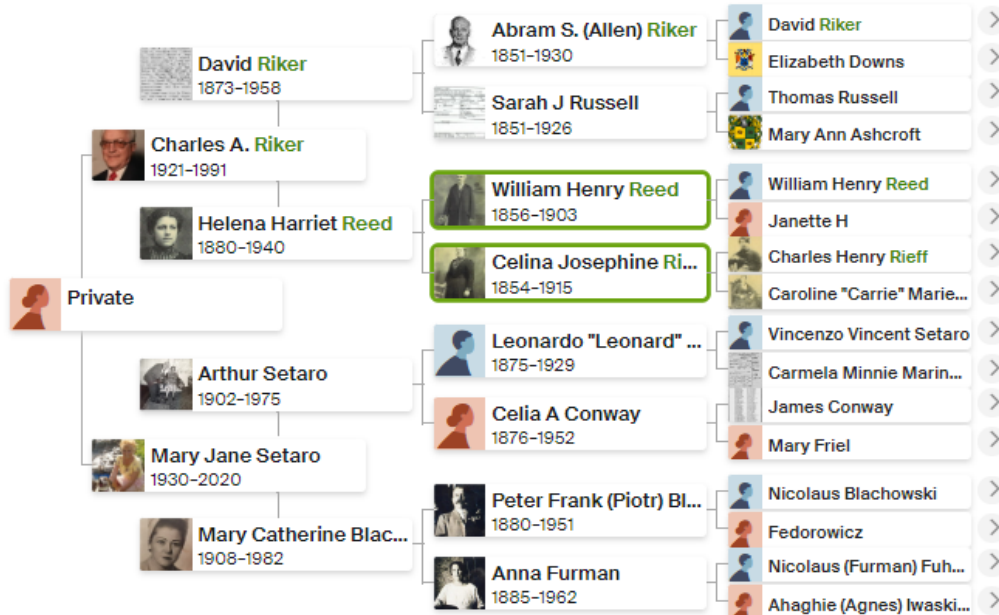 Private
Charles A. Riker
1921–1991
David Riker
1873–1958
Abram S. (Allen) Riker
1851–1930
David Riker
Elizabeth Downs
Sarah J Russell
1851–1926
Thomas Russell
Mary Ann Ashcroft
Helena Harriet Reed
1880–1940
William Henry Reed
1856–1903
William Henry Reed
Janette H
Celina Josephine Ri...
1854–1915
Charles Henry Rieff
Caroline "Carrie" Marie...
Mary Jane Setaro
1930–2020
Arthur Setaro
1902–1975
Leonardo "Leonard" ...
1875–1929
Vincenzo Vincent Setaro
Carmela Minnie Marin...
Celia A Conway
1876–1952
James Conway
Mary Friel
Mary Catherine Blac...
1908–1982
Peter Frank (Piotr) Bl...
1880–1951
Nicolaus Blachowski
Fedorowicz
Anna Furman
1885–1962
Nicolaus (Furman) Fuh...
Ahaghie (Agnes) Iwaski...